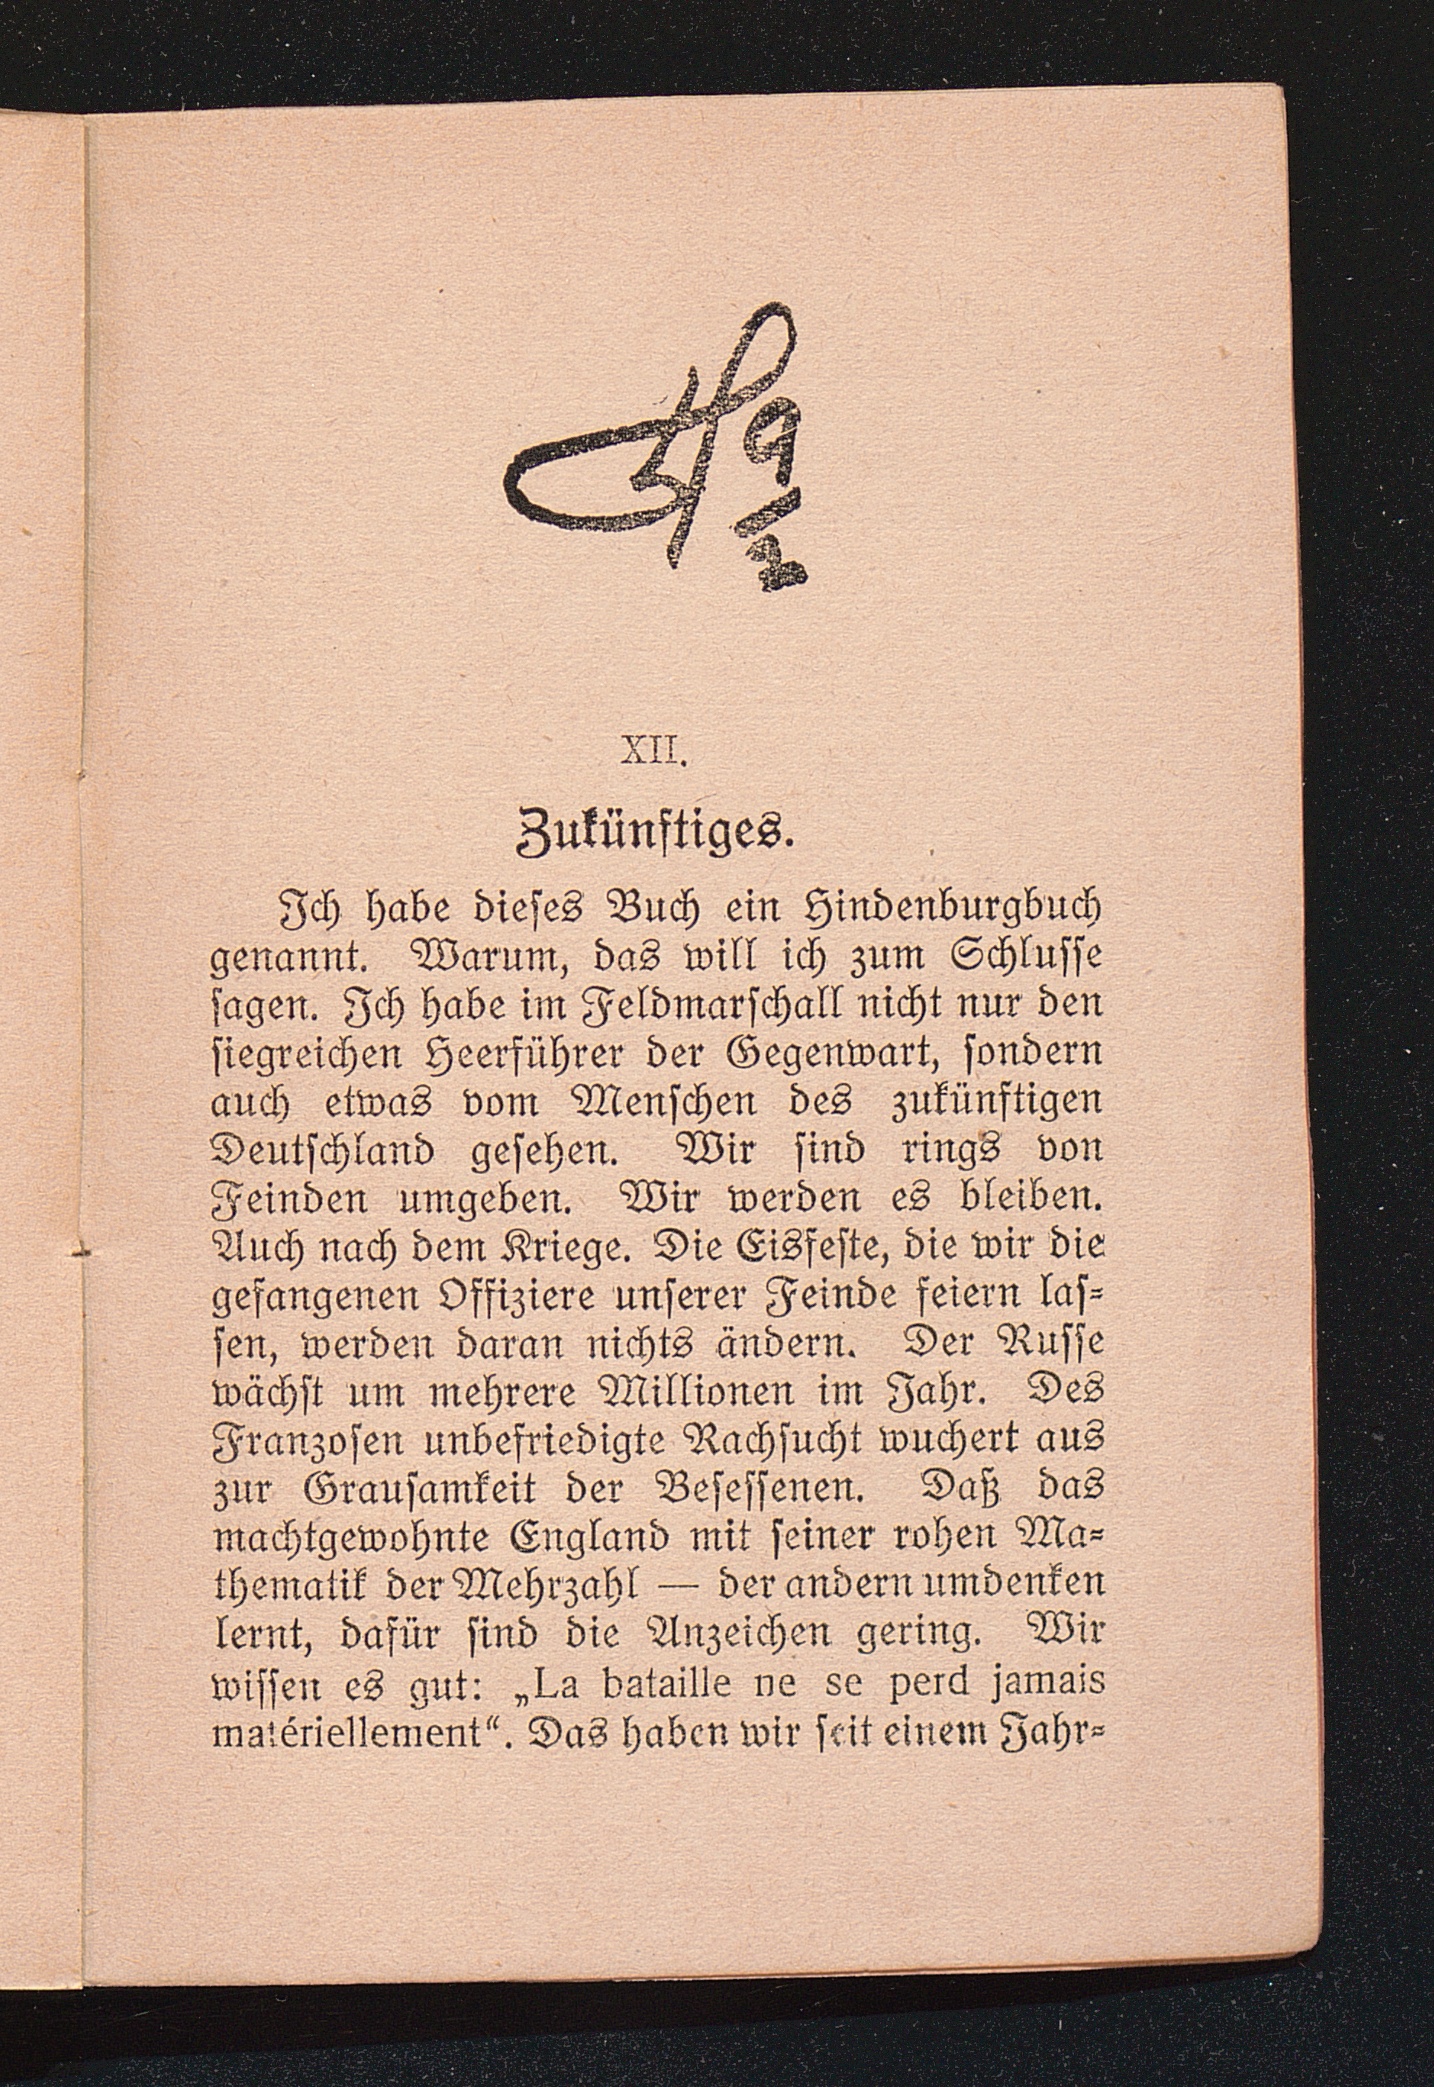 XII.
Zukünftiges.
Ich habe dieses Buch ein Hindenburgbuch
genannt. Warum, das will ich zum Schlusse
sagen. Ich habe im Feldmarschall nicht nur den
siegreichen Heerführer der Gegenwart, sondern
auch etwas vom Menschen des zukünftigen
Deutschland gesehen. Wir sind rings von
Feinden umgeben. Wir werden es bleiben.
Auch nach dem Kriege. Die Eisfeste, die wir die
gefangenen Offiziere unserer Feinde feiern las-
sen, werden daran nichts ändern. Der Russe
wächst um mehrere Millionen im Jahr. Des
Franzosen unbefriedigte Rachsucht wuchert aus
zur Grausamkeit der Besessenen. Daß das
machtgewohnte England mit seiner rohen Ma-
thematik der Mehrzahl — der andern umdenken
lernt, dafür sind die Anzeichen gering. Wir
wissen es gut: „La bataille ne se perd jamais
matériellement“. Das haben wir seit einem Jahr-